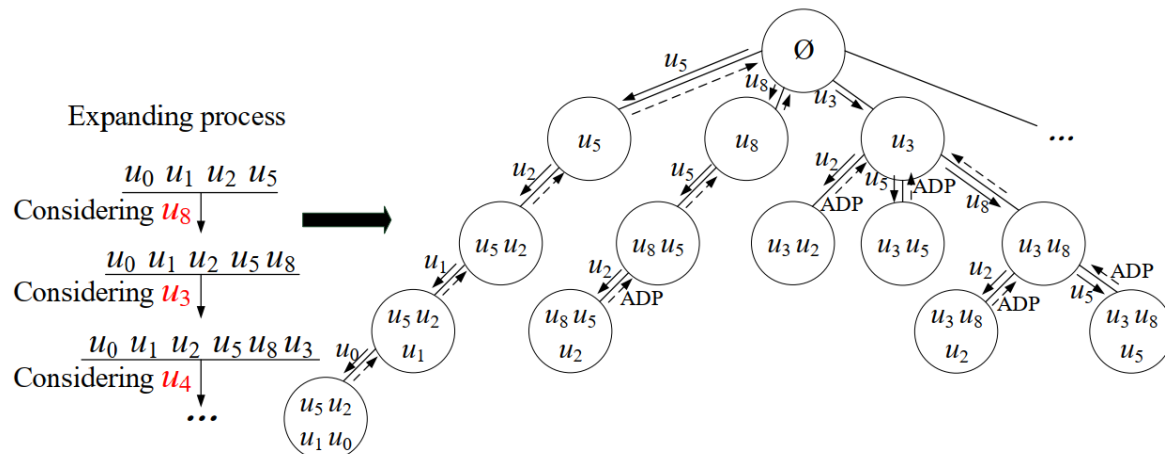 Expanding process
u0 u1 u2 u5
Considering u8
u0 u1 u2 u5 u8
Considering u3
u0 u1 u2 u5 u8 u3
Considering u4
...
Ø
u5
u8
u3
...
u5
u8
u3
u2
u5
u2
u5
u8
ADP
ADP
u5 u2
u8 u5
u3 u2
u3 u5
u3 u8
u1
u2
ADP
u2
ADP
u5
ADP
u5 u2
u1
u8 u5
u2
u3 u8
u2
u3 u8
u5
u0
u5 u2
u1 u0